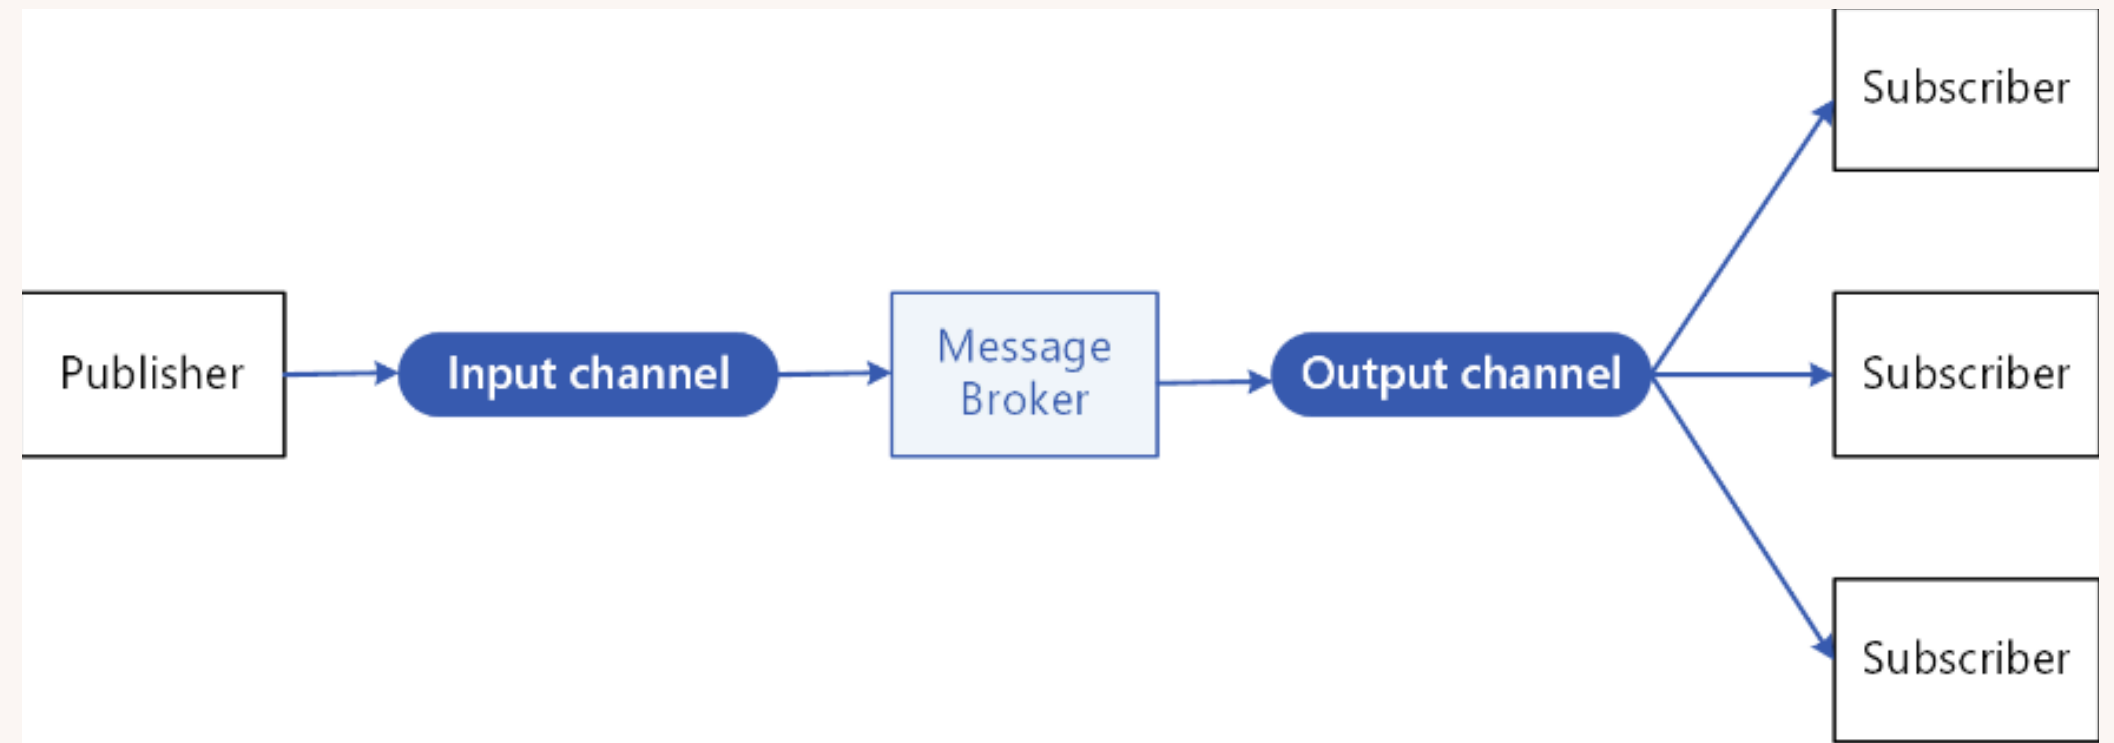 Subscriber
Publisher
Input channel
Message
Broker
Output channel
Subscriber
Subscriber